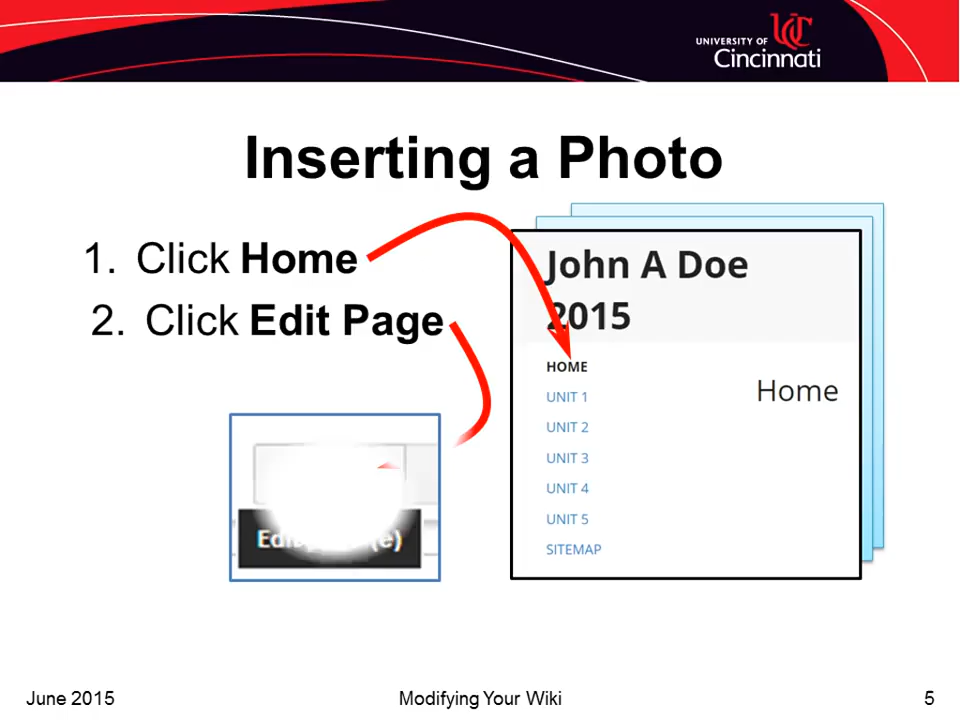 UNIVERSITY OF
Cincinnati
Inserting a Photo
1. Click Home
2. Click Edit Page
John A Doe
2015
HOME
Home
UNIT 1
UNIT 2
UNIT 3
UNIT 4
UNIT 5
SITEMAP
June 2015
Modifying Your Wiki
5